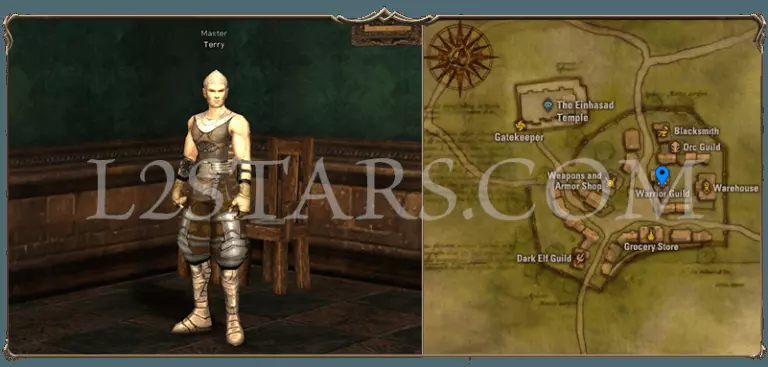 Master
Terry
The Einhasad
Temple
Gatekeeper
Blacksmith
Orc Guild
Weapons and
Armor Shop
Warrior Guild
Warehouse
Grocery Store
Dark Elf Guild
L2STARS.COM